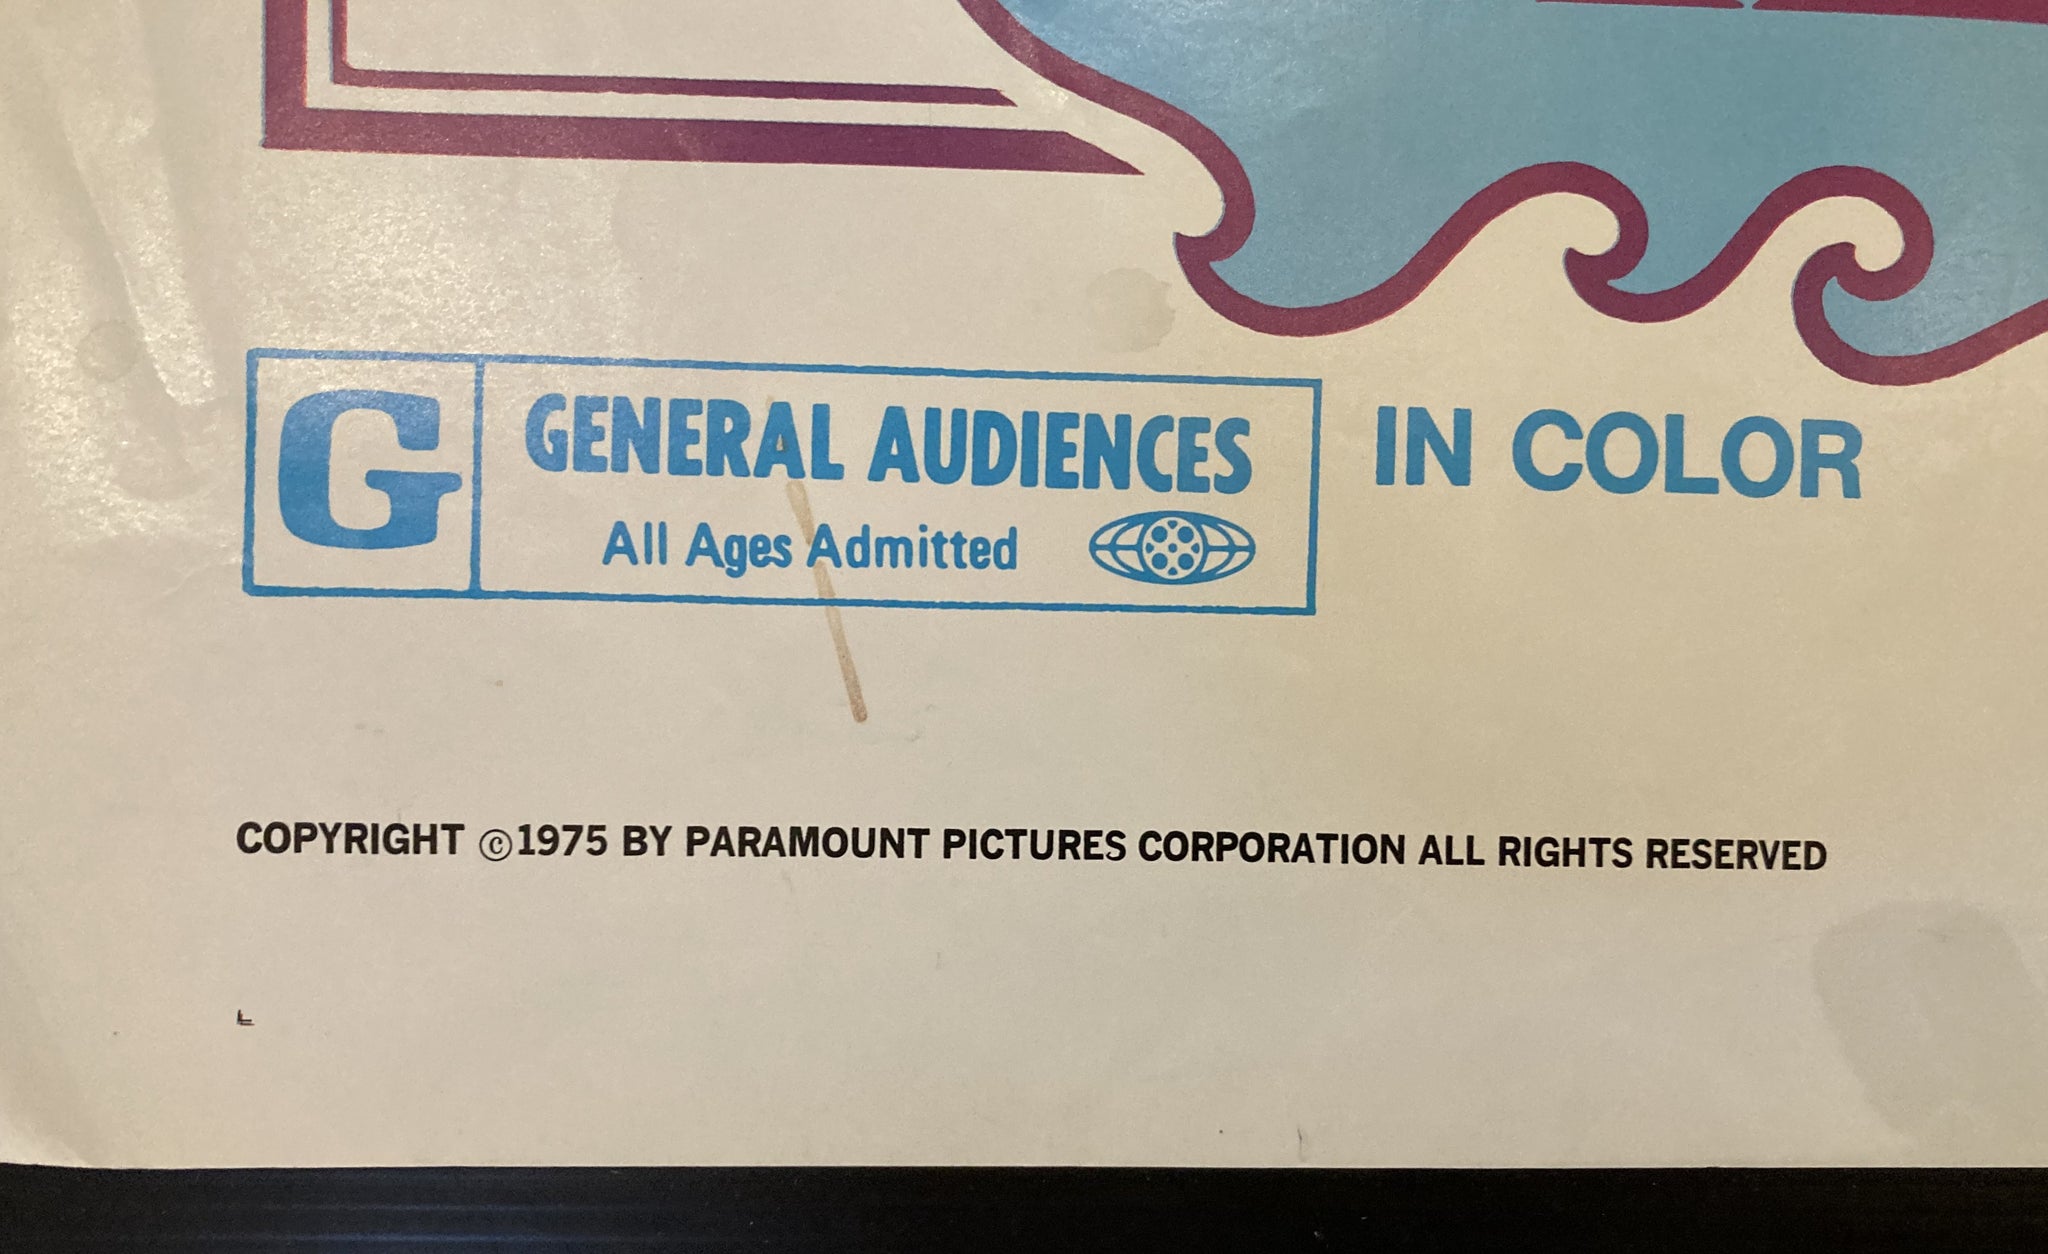 G GENERAL AUDIENCES IN COLOR
All Ages Admitted
COPYRIGHT ©1975 BY PARAMOUNT PICTURES CORPORATION ALL RIGHTS RESERVED